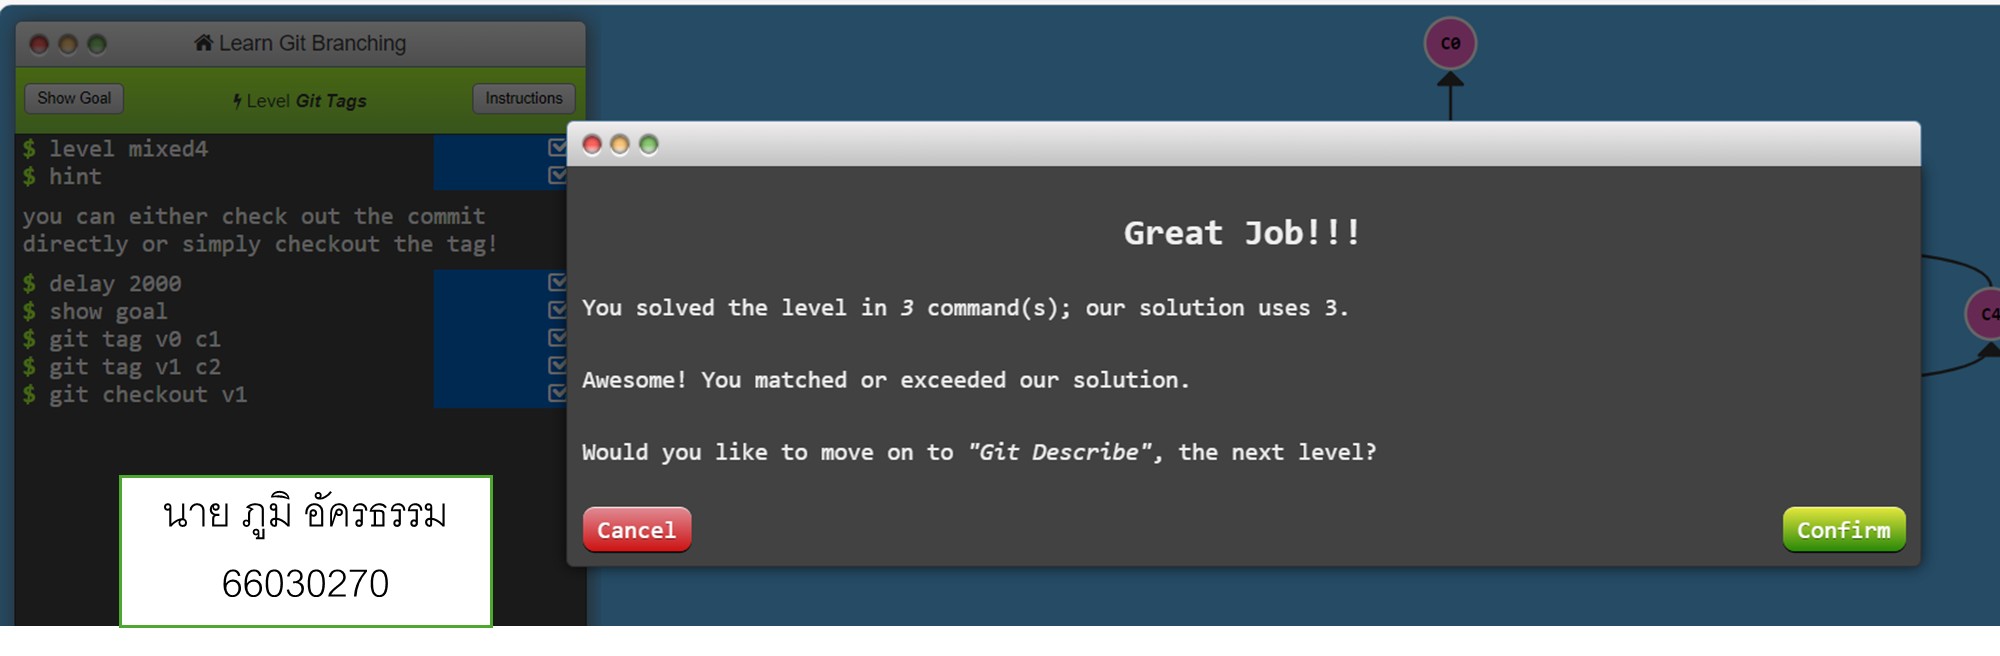 Learn Git Branching
Show Goal
Level Git Tags
Instructions
$ level mixed4
$ hint
you can either check out the commit
directly or simply checkout the tag!
$ delay 2000
$ show goal
$ git tag v0 c1
$ git tag v1 c2
$ git checkout v1
นาย ภูมิ อัครธรรม
66030270
C0
Great Job!!!
You solved the level in 3 command(s); our solution uses 3.
Awesome! You matched or exceeded our solution.
Would you like to move on to "Git Describe", the next level?
Cancel
Confirm
C4